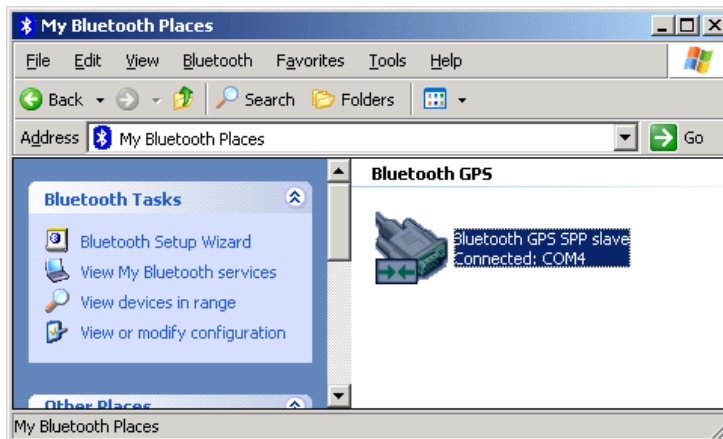 My Bluetooth Places
File Edit View Bluetooth Favorites Tools Help
Back Search Folders
Address My Bluetooth Places Go
Bluetooth Tasks
Bluetooth Setup Wizard
View My Bluetooth services
View devices in range
View or modify configuration
Other Places
Bluetooth GPS
Bluetooth GPS SPP slave
Connected: COM4
My Bluetooth Places